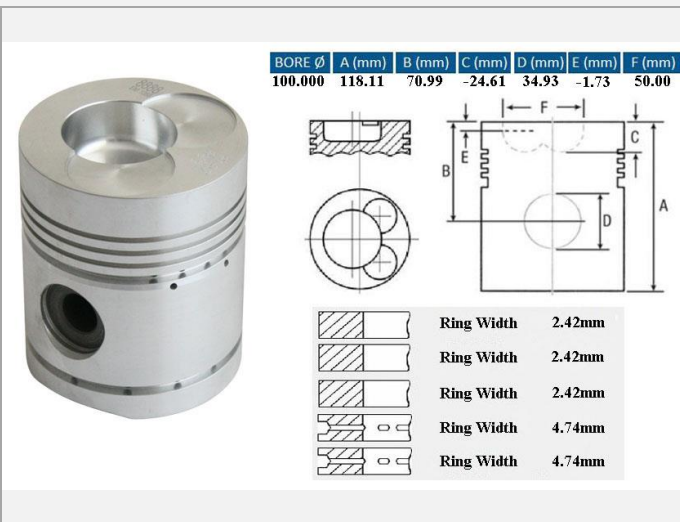 BORE Ø A (mm) B (mm) C (mm) D (mm) E (mm) F (mm)
100.000 118.11 70.99 -24.61 34.93 -1.73 50.00
F
E
B
C
D
A
Ring Width 2.42mm
Ring Width 2.42mm
Ring Width 2.42mm
Ring Width 4.74mm
Ring Width 4.74mm